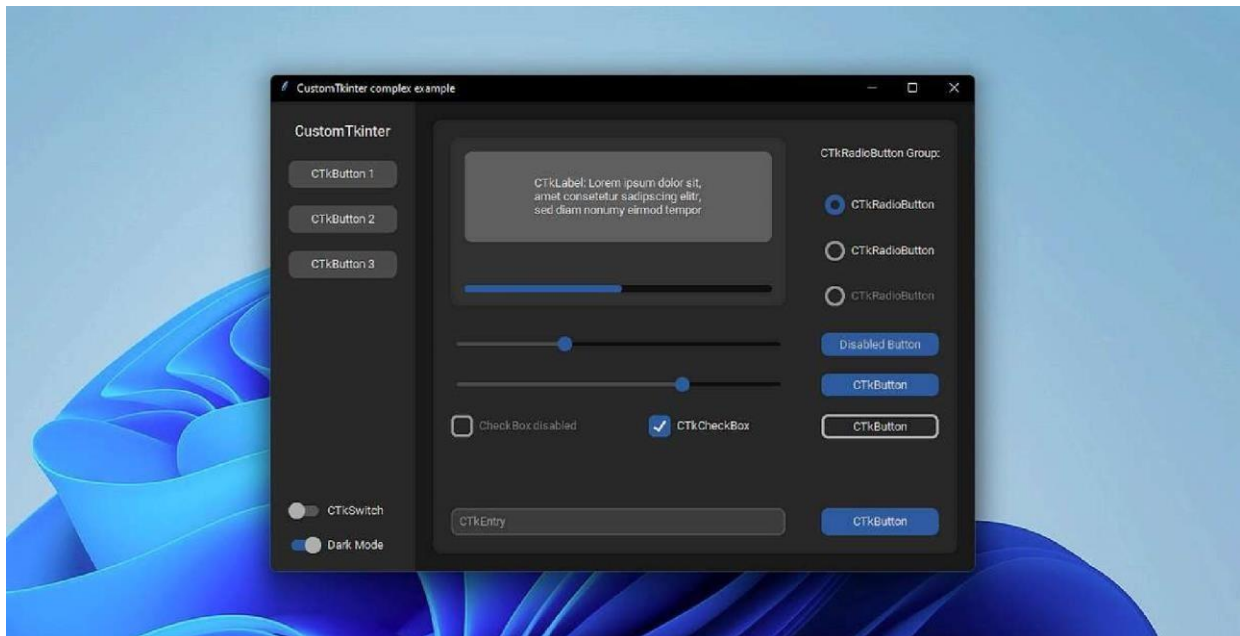 CustomTkinter complex example
CustomTkinter
CTkButton 1
CTkButton 2
CTkButton 3
CTkSwitch
Dark Mode
CTkLabel: Lorem ipsum dolor sit,
amet consetetur sadipscing elitr,
sed diam nonumy eirmod tempor
CheckBox disabled
CTkCheckBox
CTkEntry
CTkRadioButton Group:
CTkRadioButton
CTkRadioButton
CTkRadioButton
Disabled Button
CTkButton
CTkButton
CTkButton